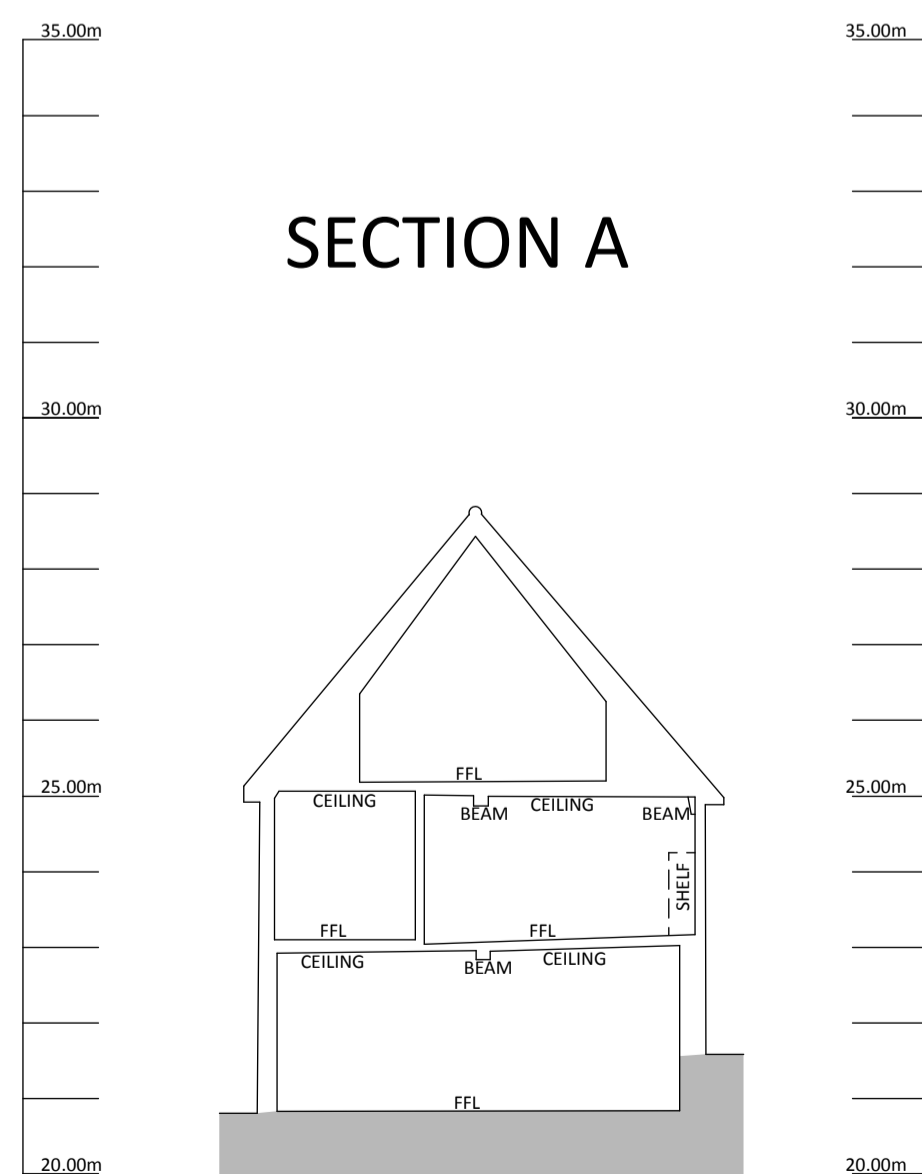 35.00m 35.00m
SECTION A
30.00m 30.00m
FFL
25.00m 25.00m
CEILING CEILING
BEAM BEAM
SHELF
FFL FFL
CEILING CEILING
BEAM
FFL
20.00m 20.00m